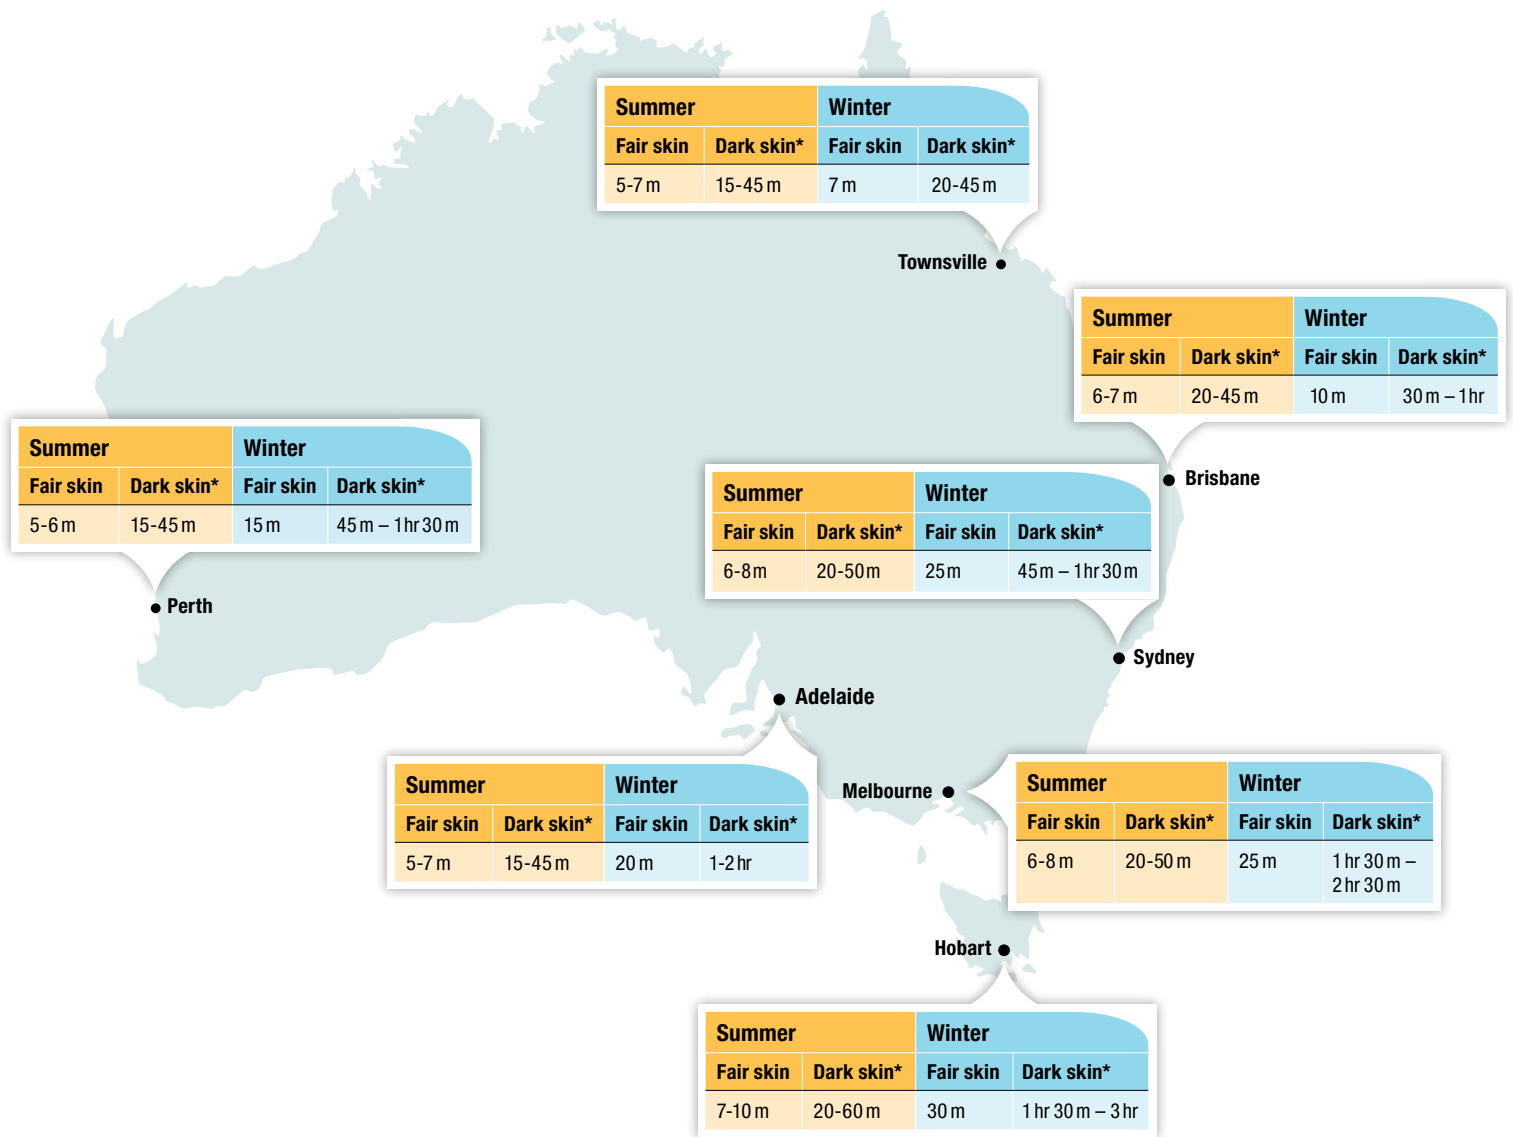 Summer Winter
Fair skin Dark skin* Fair skin Dark skin*
5-7 m 15-45 m 7 m 20-45 m
Townsville
Summer Winter
Fair skin Dark skin* Fair skin Dark skin*
6-7 m 20-45 m 10 m 30 m – 1 hr
Brisbane
Summer Winter
Fair skin Dark skin* Fair skin Dark skin*
5-6 m 15-45 m 15 m 45 m – 1 hr 30 m
Perth
Summer Winter
Fair skin Dark skin* Fair skin Dark skin*
6-8 m 20-50 m 25 m 45 m – 1 hr 30 m
Sydney
Adelaide
Summer Winter
Fair skin Dark skin* Fair skin Dark skin*
5-7 m 15-45 m 20 m 1-2 hr
Melbourne
Summer Winter
Fair skin Dark skin* Fair skin Dark skin*
6-8 m 20-50 m 25 m 1 hr 30 m –
2 hr 30 m
Hobart
Summer Winter
Fair skin Dark skin* Fair skin Dark skin*
7-10 m 20-60 m 30 m 1 hr 30 m – 3 hr